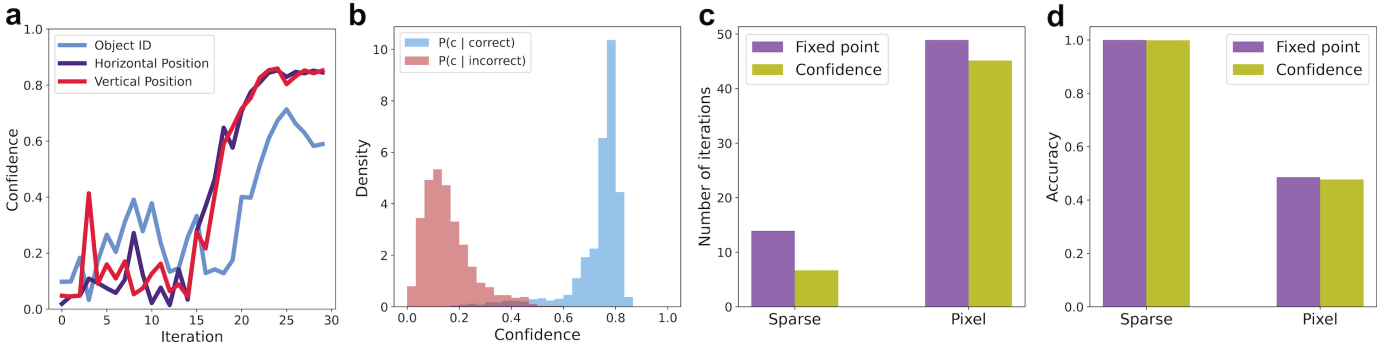 a
Confidence
1.0
0.8
0.6
0.4
0.2
0.0
Object ID
Horizontal Position
Vertical Position
0 5 10 15 20 25 30
Iteration
b
Density
10
8
6
4
2
0
P(c | correct)
P(c | incorrect)
0.0 0.2 0.4 0.6 0.8 1.0
Confidence
c
Number of iterations
50
40
30
20
10
0
Fixed point
Confidence
Sparse Pixel
d
Accuracy
1.0
0.8
0.6
0.4
0.2
0.0
Fixed point
Confidence
Sparse Pixel